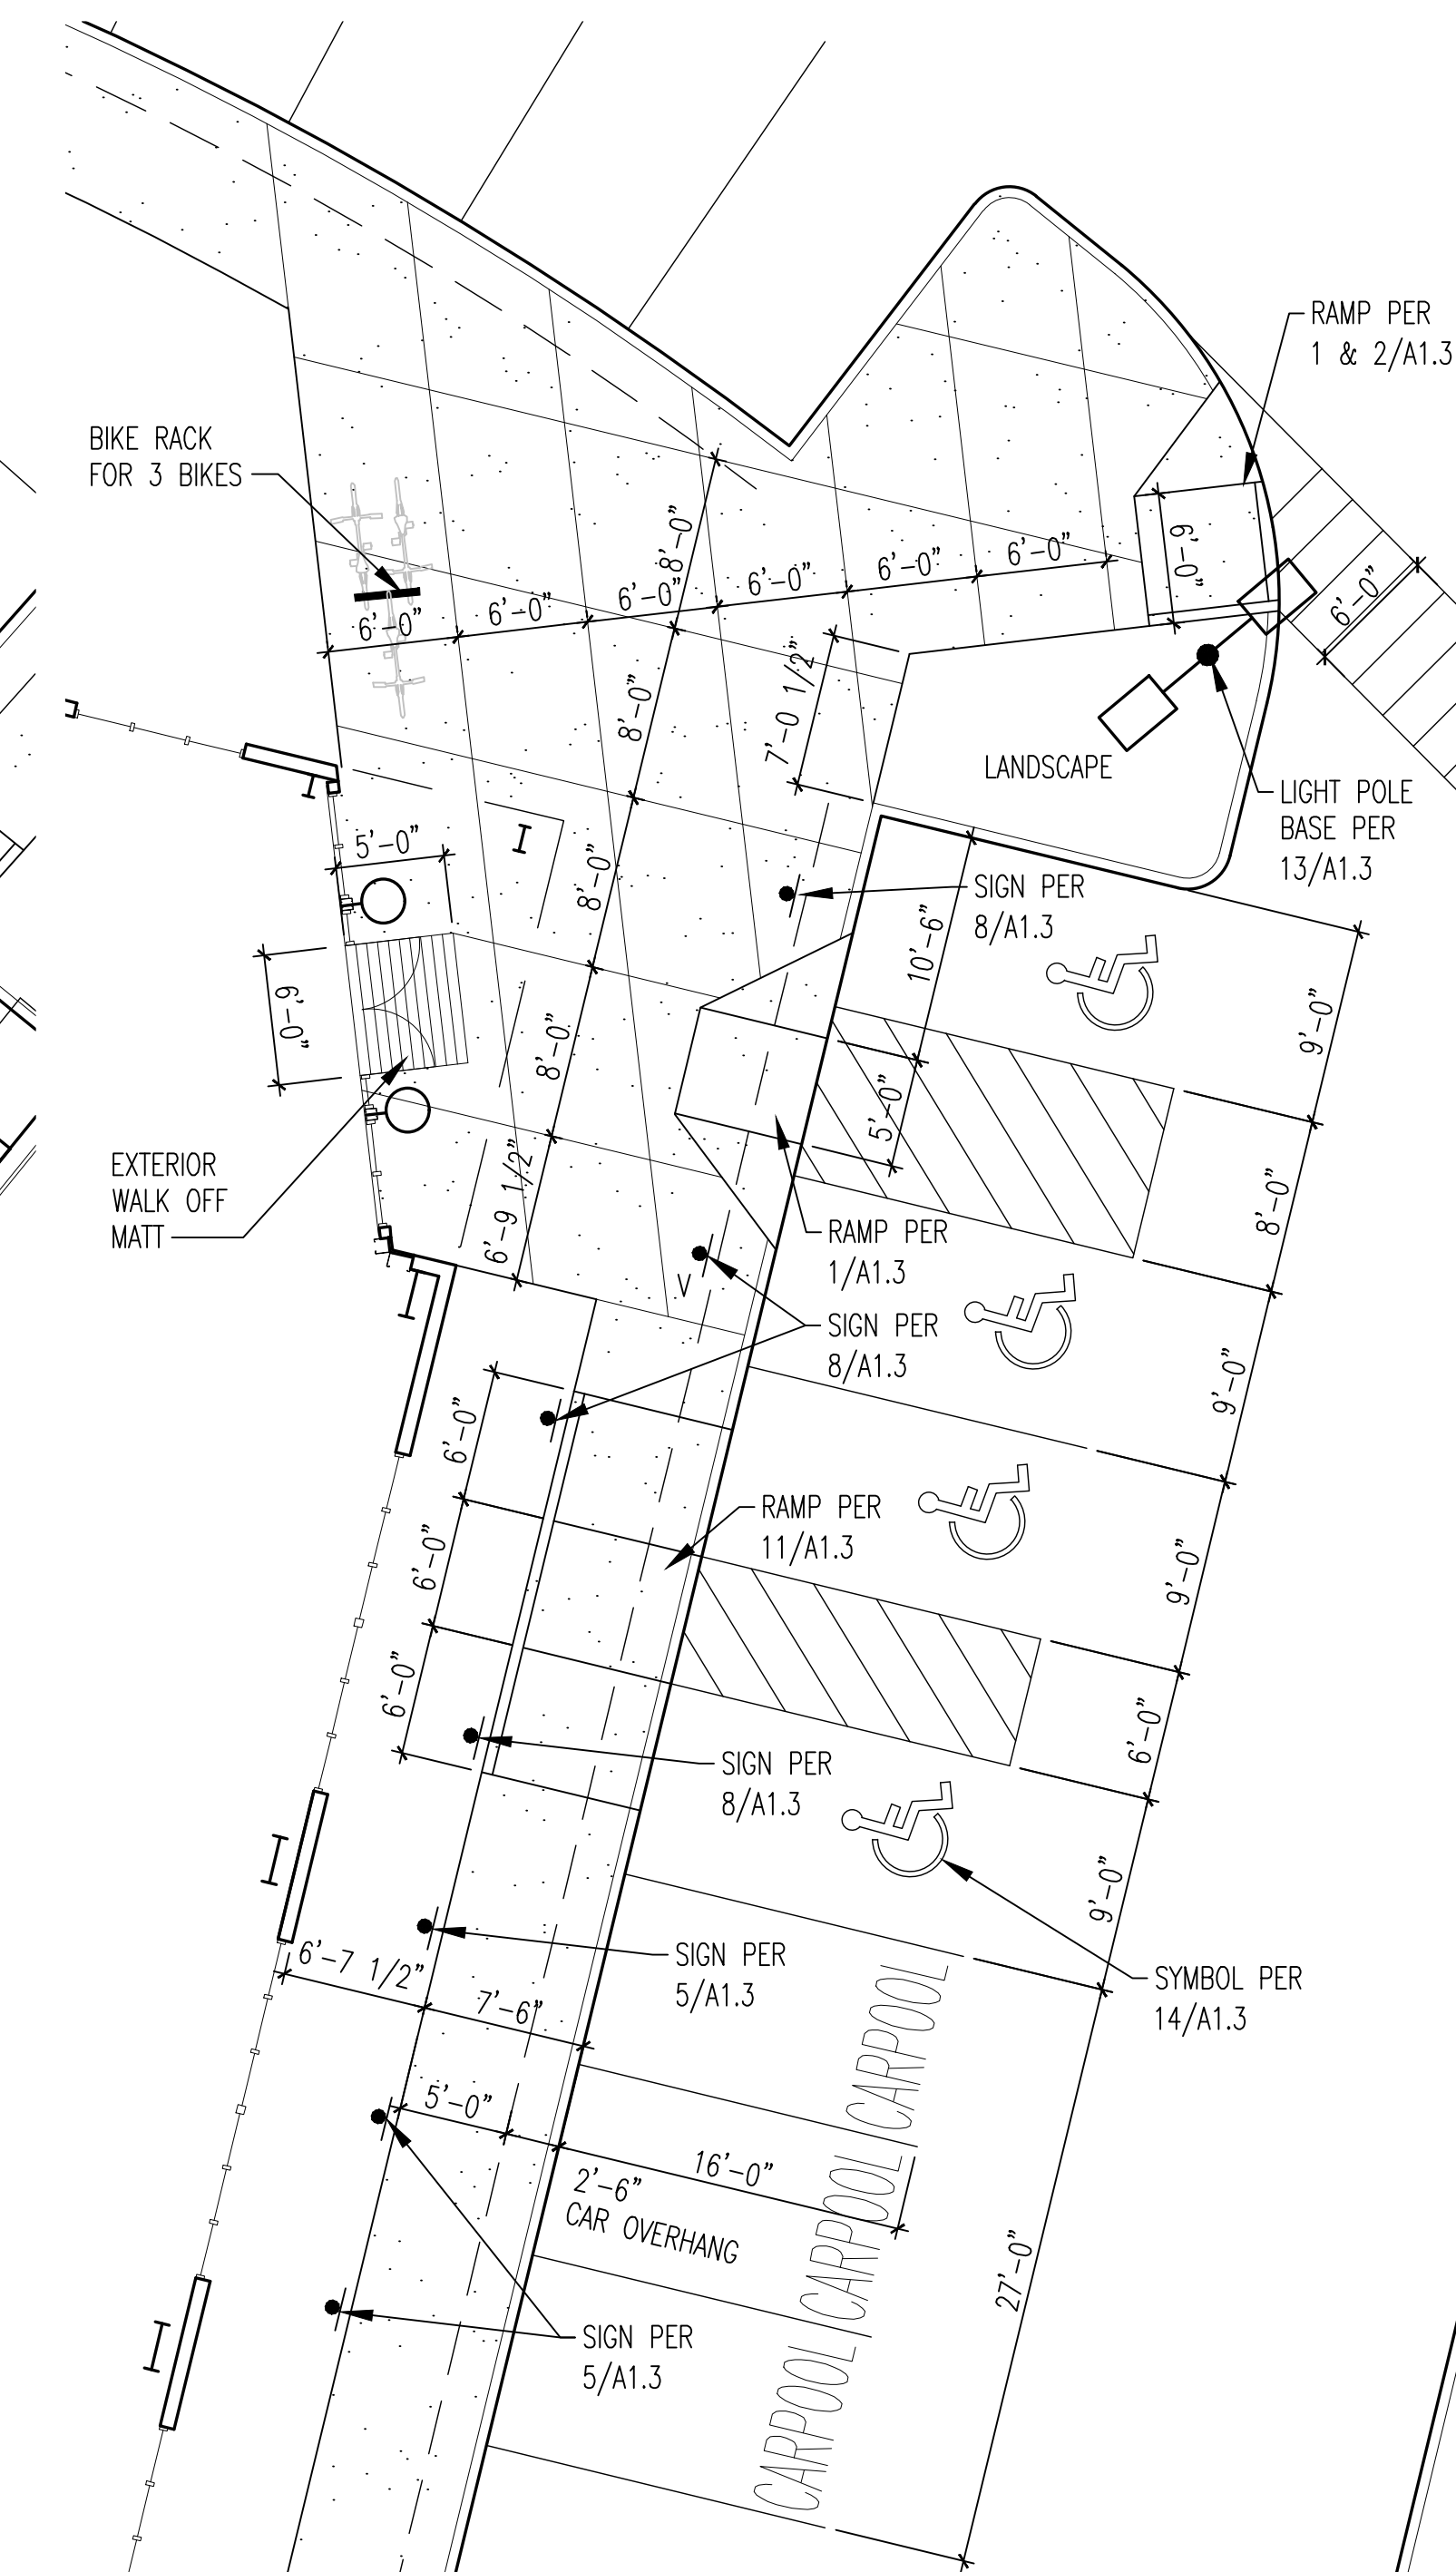 RAMP PER
1 & 2/A1.3
BIKE RACK
FOR 3 BIKES
8'-0"
6'-0"
6'-0"
6'-0"
6'-0"
6'-0"
6'-0"
6'-0"
6'-0"
8'-0"
7'-0 1/2"
LANDSCAPE
LIGHT POLE
BASE PER
13/A1.3
5'-0"
8'-0"
SIGN PER
8/A1.3
10'-6"
6'-0"
8'-0"
9'-0"
5'-0"
EXTERIOR
WALK OFF
MATT
6'-9 1/2"
8'-0"
RAMP PER
1/A1.3
V
SIGN PER
8/A1.3
9'-0"
6'-0"
RAMP PER
11/A1.3
6'-0"
9'-0"
6'-0"
6'-0"
SIGN PER
8/A1.3
9'-0"
SIGN PER
5/A1.3
6'-7 1/2"
7'-6"
SYMBOL PER
14/A1.3
CARPOOL
5'-0"
16'-0"
2'-6"
CAR OVERHANG
CARPOOL
27'-0"
SIGN PER
5/A1.3
CARPOOL